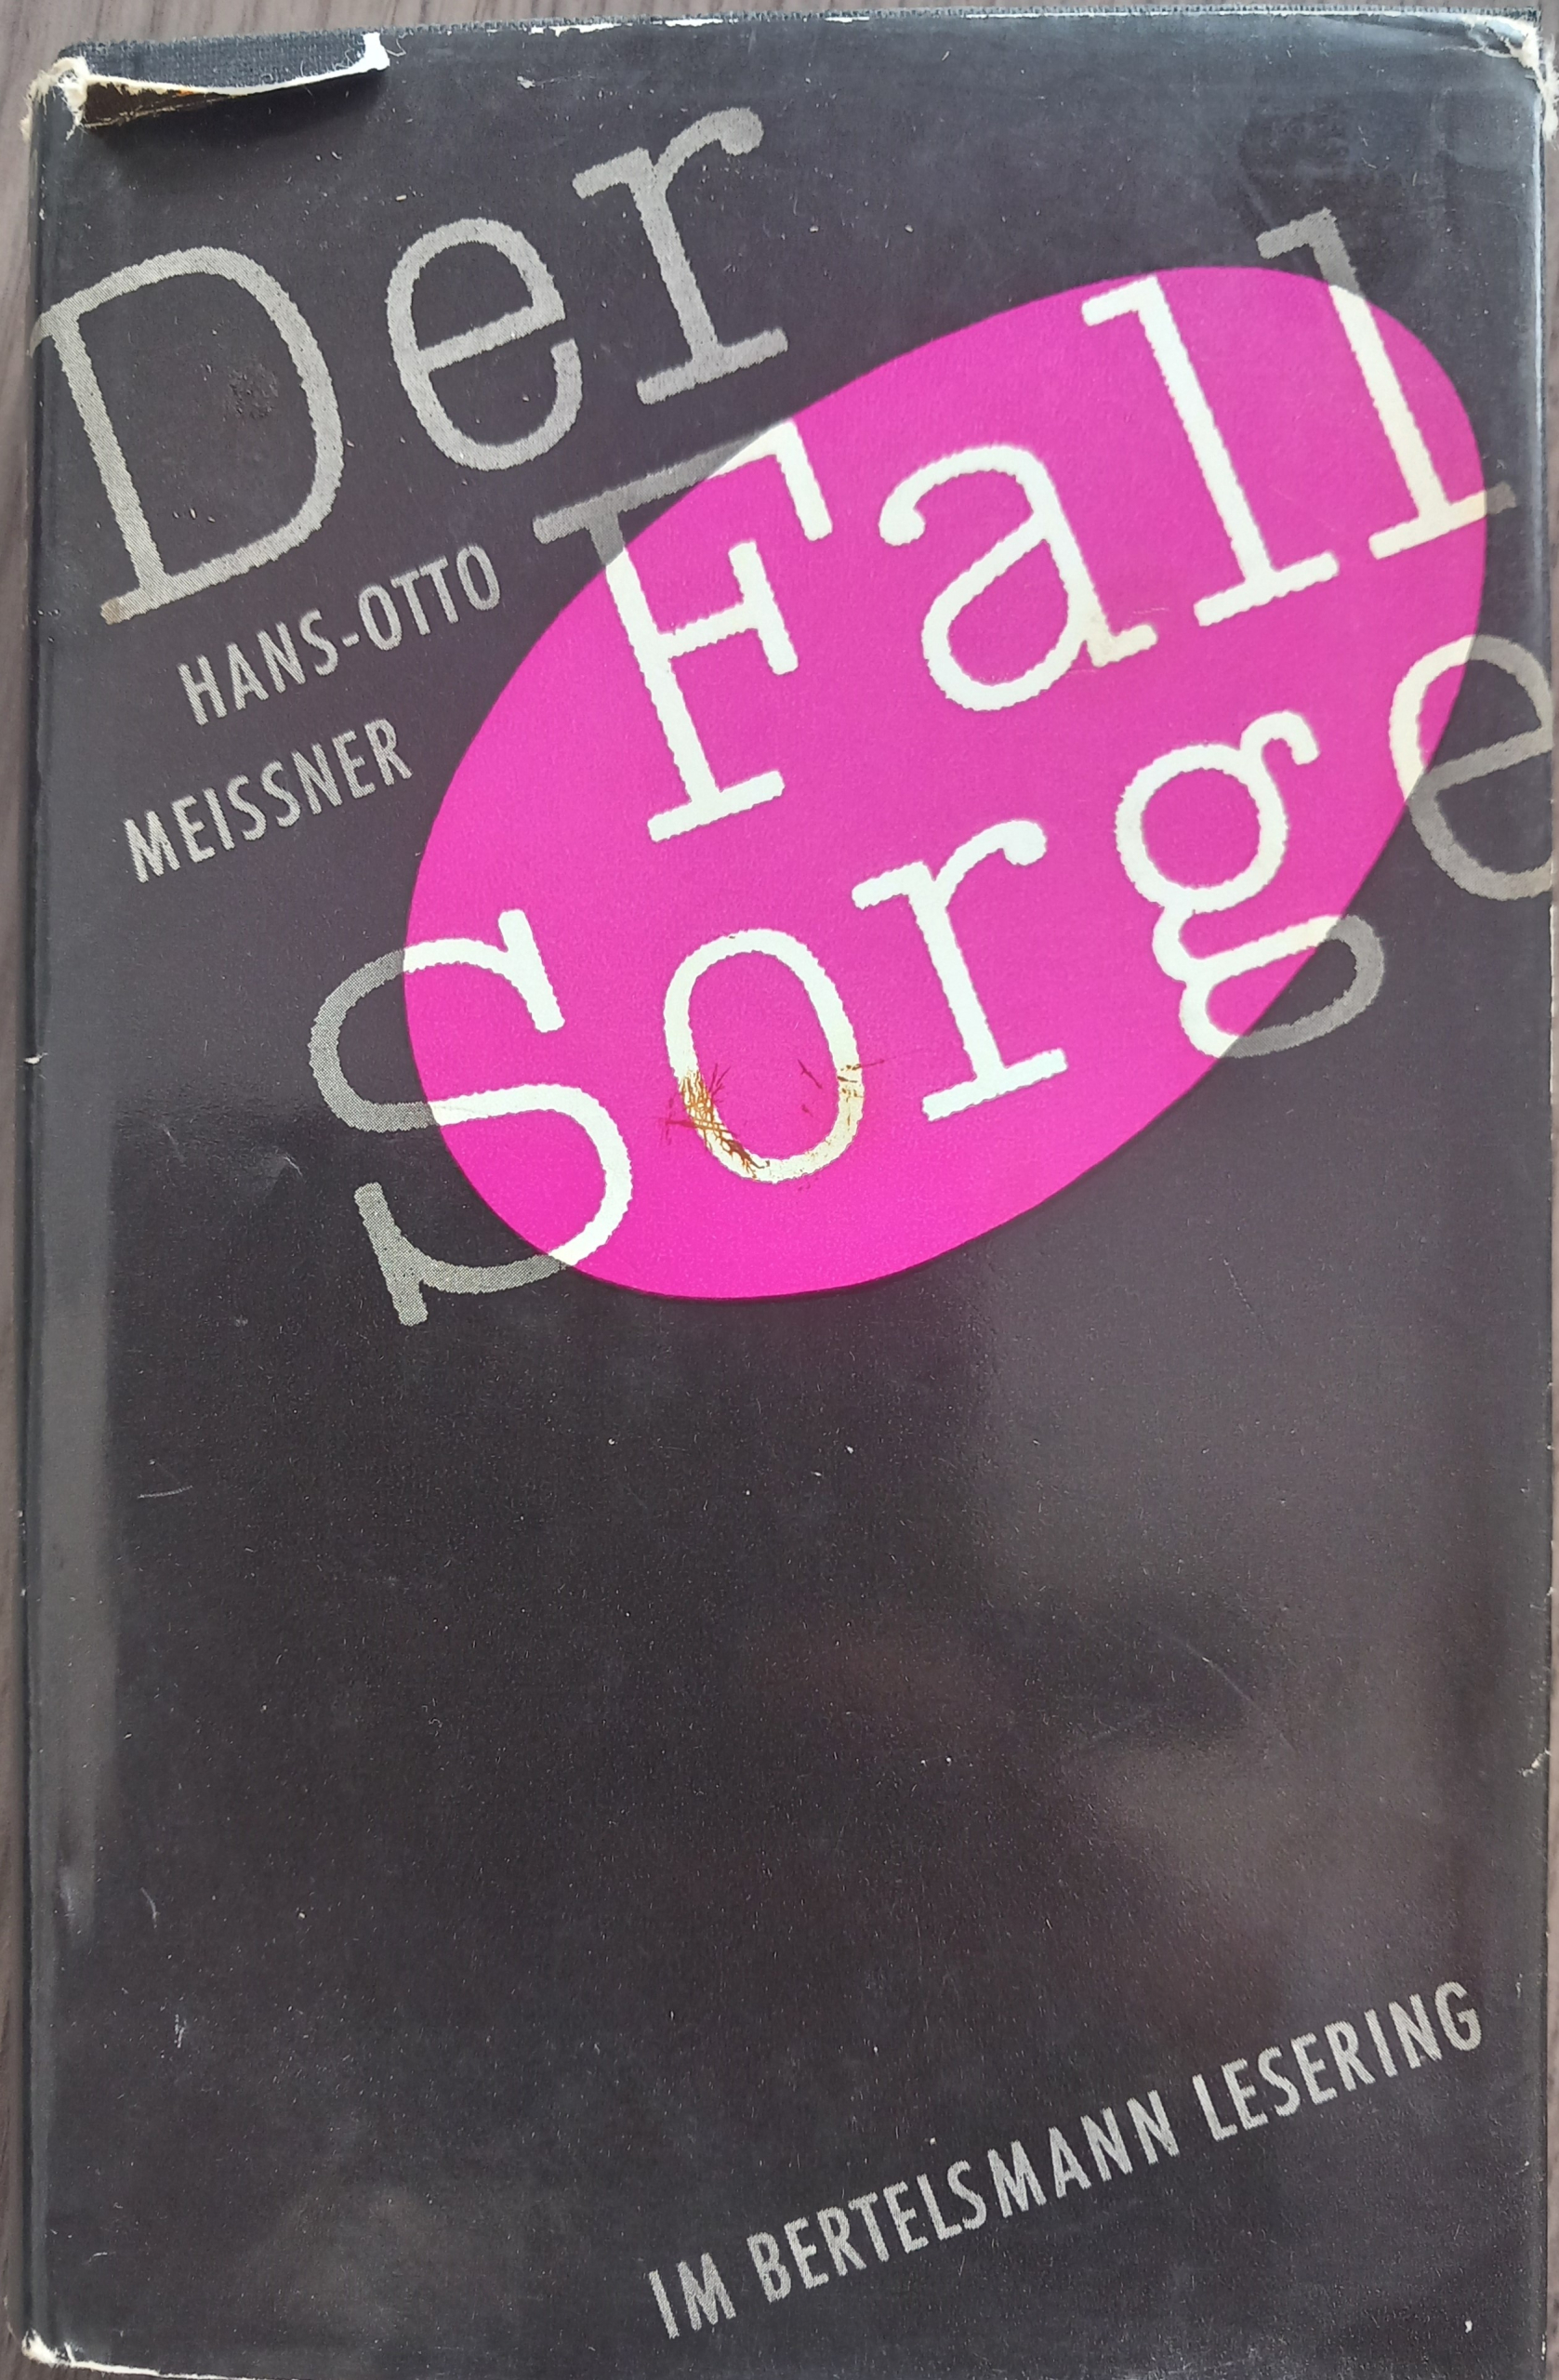 Der
HANS-OTTO
MEISSNER
Fall
Sorge
IM BERTELSMANN LESERING